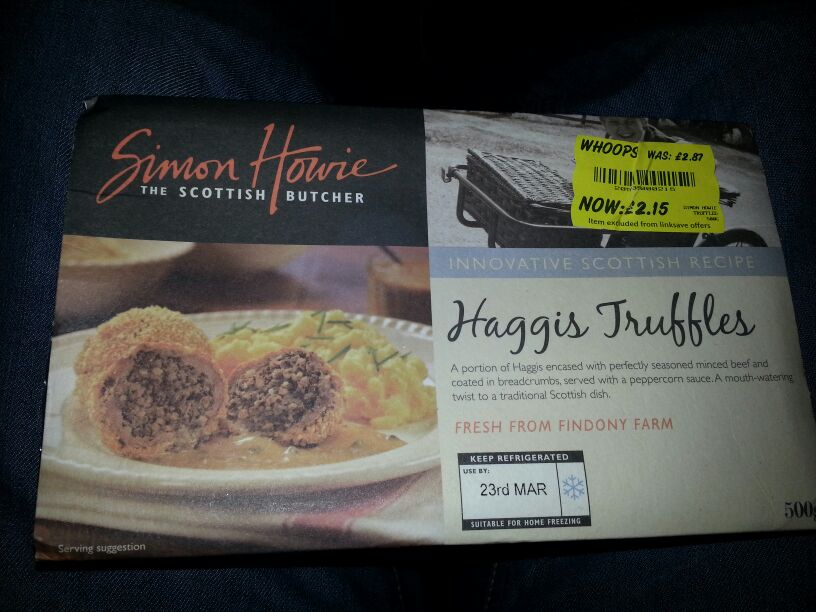 Simon Howie
THE SCOTTISH BUTCHER
WHOOPS WAS: £2.87
NOW: £2.15
SIMON HOWIE
TRUFFLES
500G
Item excluded from linksave offers
INNOVATIVE SCOTTISH RECIPE
Haggis Truffles
A portion of Haggis encased with perfectly seasoned minced beef and
coated in breadcrumbs, served with a peppercorn sauce. A mouth-watering
twist to a traditional Scottish dish.
FRESH FROM FINDONY FARM
KEEP REFRIGERATED
USE BY:
23rd MAR
SUITABLE FOR HOME FREEZING
500g
Serving suggestion